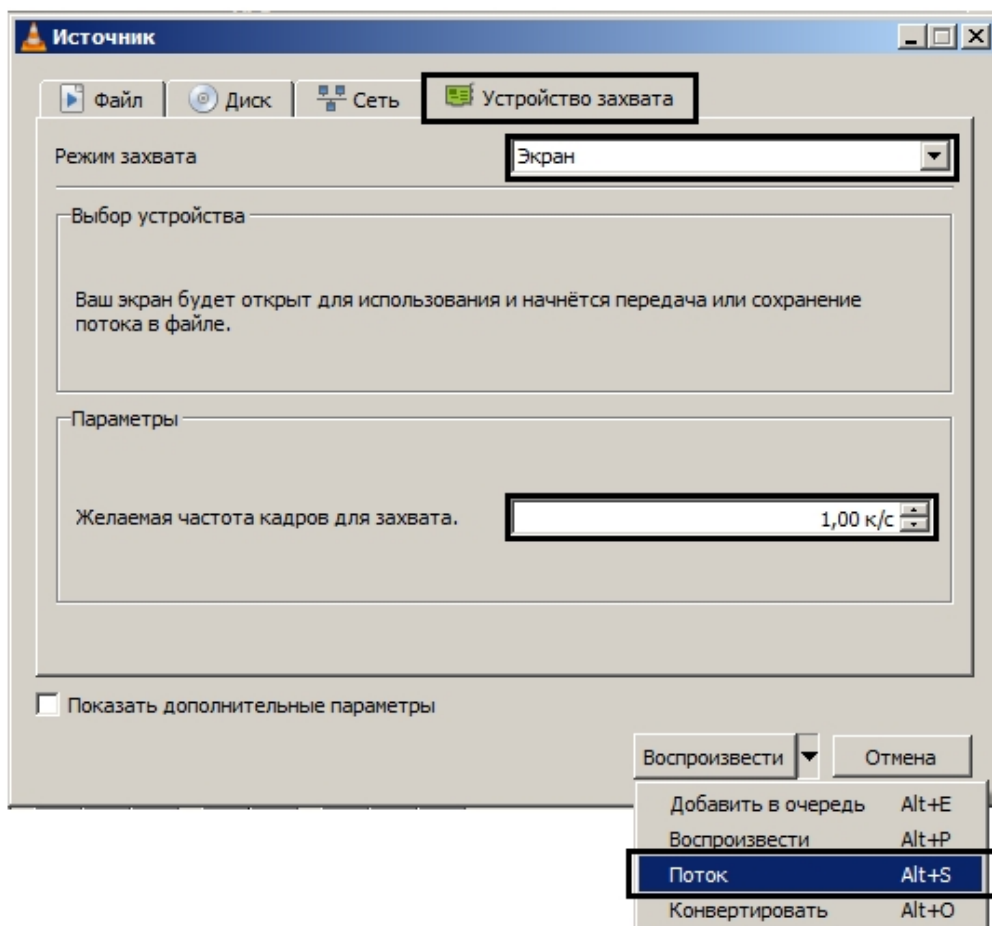 Источник
Файл Диск Сеть Устройство захвата
Режим захвата Экран
Выбор устройства
Ваш экран будет открыт для использования и начнётся передача или сохранение
потока в файле.
Параметры
Желаемая частота кадров для захвата. 1,00 к/с
Показать дополнительные параметры
Воспроизвести Отмена
Добавить в очередь Alt+E
Воспроизвести Alt+P
Поток Alt+S
Конвертировать Alt+O